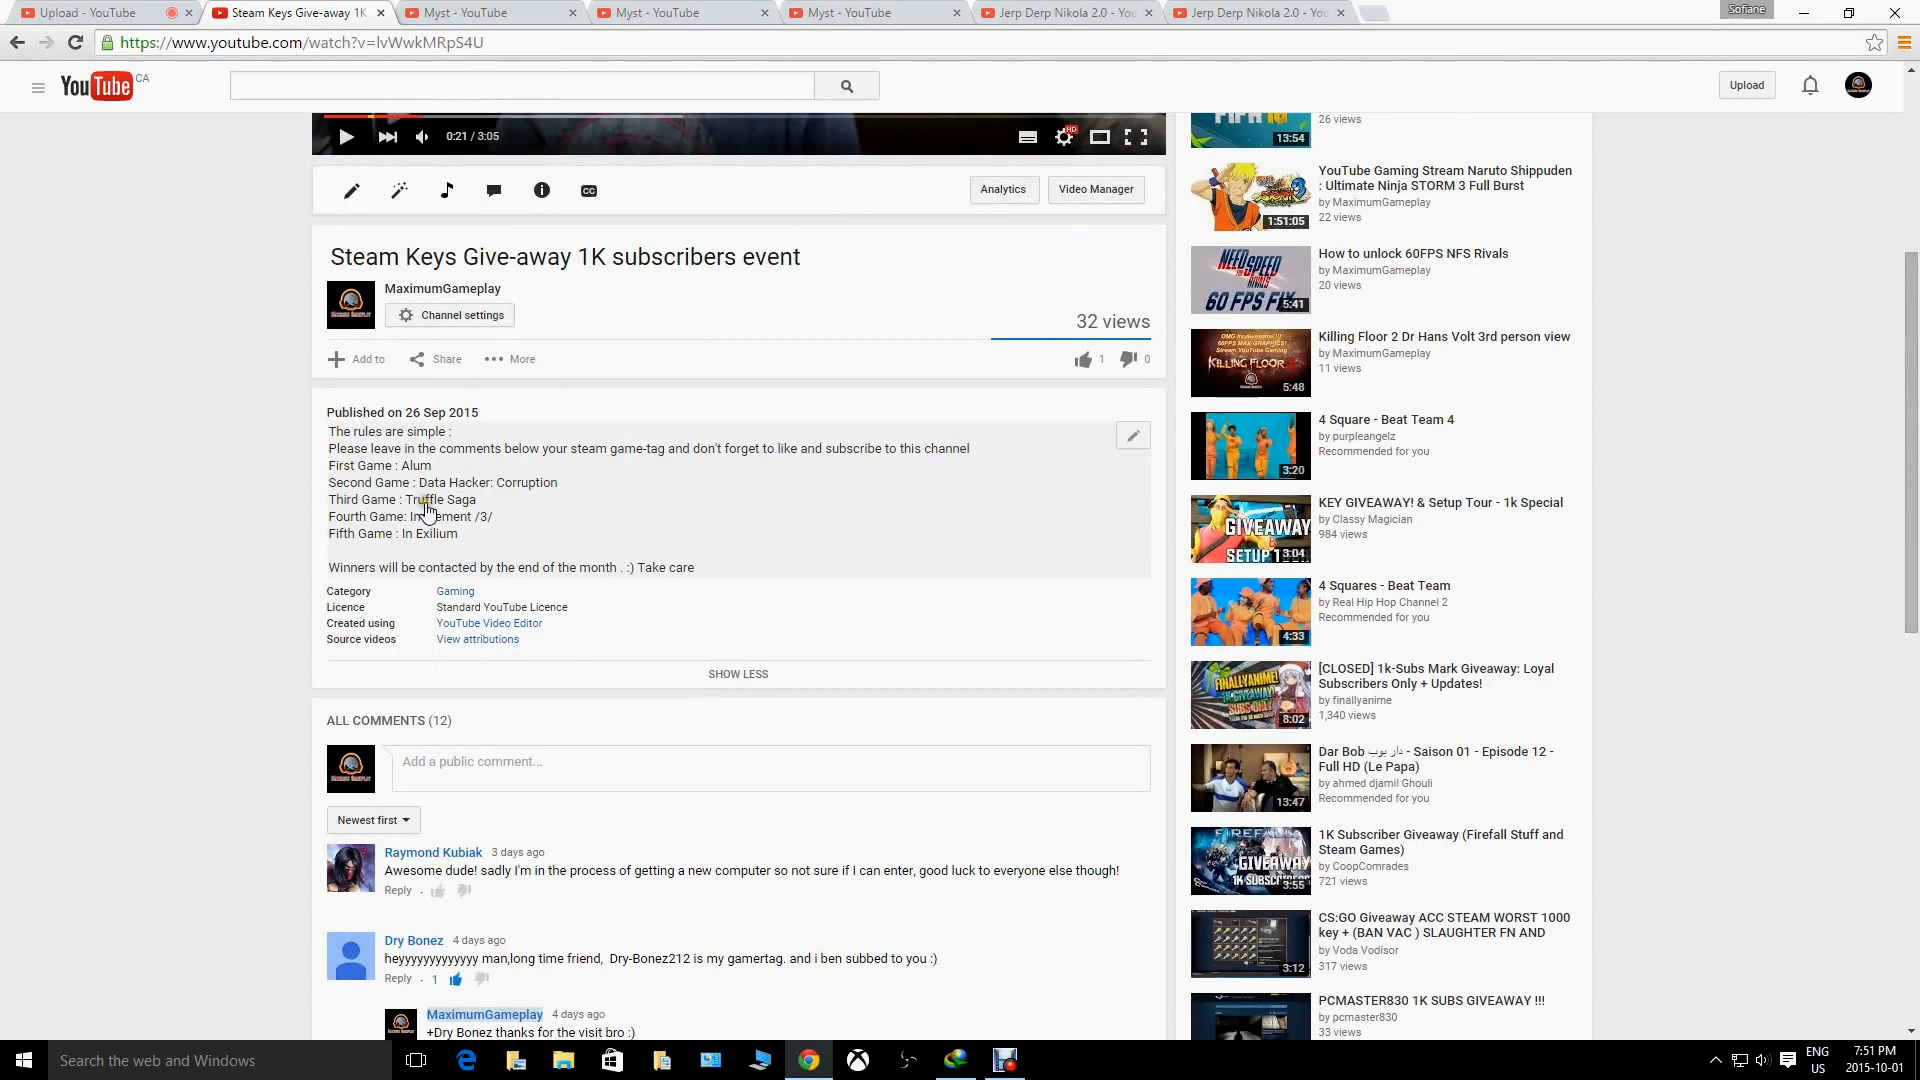 Upload - YouTube
Steam Keys Give-away 1K
Myst - YouTube
Myst - YouTube
Myst - YouTube
Jerp Derp Nikola 2.0 - You
Jerp Derp Nikola 2.0 - You
Sofiane
https://www.youtube.com/watch?v=lvWwkMRpS4U
YouTube CA
Upload
0:21 / 3:05
HD
CC
Analytics
Video Manager
Steam Keys Give-away 1K subscribers event
MaximumGameplay
Channel settings
32 views
Add to
Share
More
1
0
Published on 26 Sep 2015
The rules are simple :
Please leave in the comments below your steam game-tag and don't forget to like and subscribe to this channel
First Game : Alum
Second Game : Data Hacker: Corruption
Third Game : Truffle Saga
Fourth Game: In ement /3/
Fifth Game : In Exilium
Winners will be contacted by the end of the month . :) Take care
Category Gaming
Licence Standard YouTube Licence
Created using YouTube Video Editor
Source videos View attributions
SHOW LESS
ALL COMMENTS (12)
Add a public comment...
Newest first
Raymond Kubiak 3 days ago
Awesome dude! sadly I'm in the process of getting a new computer so not sure if I can enter, good luck to everyone else though!
Reply .
Dry Bonez 4 days ago
heyyyyyyyyyyyyy man,long time friend, Dry-Bonez212 is my gamertag. and i ben subbed to you :)
Reply . 1
MaximumGameplay 4 days ago
+Dry Bonez thanks for the visit bro :)
FIFA 16
13:54
26 views
1:51:05
YouTube Gaming Stream Naruto Shippuden
: Ultimate Ninja STORM 3 Full Burst
by MaximumGameplay
22 views
NEED SPEED
RIVALS
60 FPS FIX
5:41
How to unlock 60FPS NFS Rivals
by MaximumGameplay
20 views
KILLING FLOOR 2
5:48
Killing Floor 2 Dr Hans Volt 3rd person view
by MaximumGameplay
11 views
3:20
4 Square - Beat Team 4
by purpleangelz
Recommended for you
GIVEAWAY
SETUP
3:04
KEY GIVEAWAY! & Setup Tour - 1k Special
by Classy Magician
984 views
4:33
4 Squares - Beat Team
by Real Hip Hop Channel 2
Recommended for you
FINALLYANIME!
1K GIVEAWAY!
SUBS ONLY
8:02
[CLOSED] 1k-Subs Mark Giveaway: Loyal
Subscribers Only + Updates!
by finallyanime
1,340 views
13:47
Dar Bob دار بوب - Saison 01 - Episode 12 -
Full HD (Le Papa)
by ahmed djamil Ghouli
Recommended for you
FIREFALL
GIVEAWAY
3:55
1K Subscriber Giveaway (Firefall Stuff and
Steam Games)
by CoopComrades
721 views
3:12
CS:GO Giveaway ACC STEAM WORST 1000
key + (BAN VAC ) SLAUGHTER FN AND
by Voda Vodisor
317 views
PCMASTER830 1K SUBS GIVEAWAY !!!
by pcmaster830
33 views
Search the web and Windows
ENG
US
7:51 PM
2015-10-01